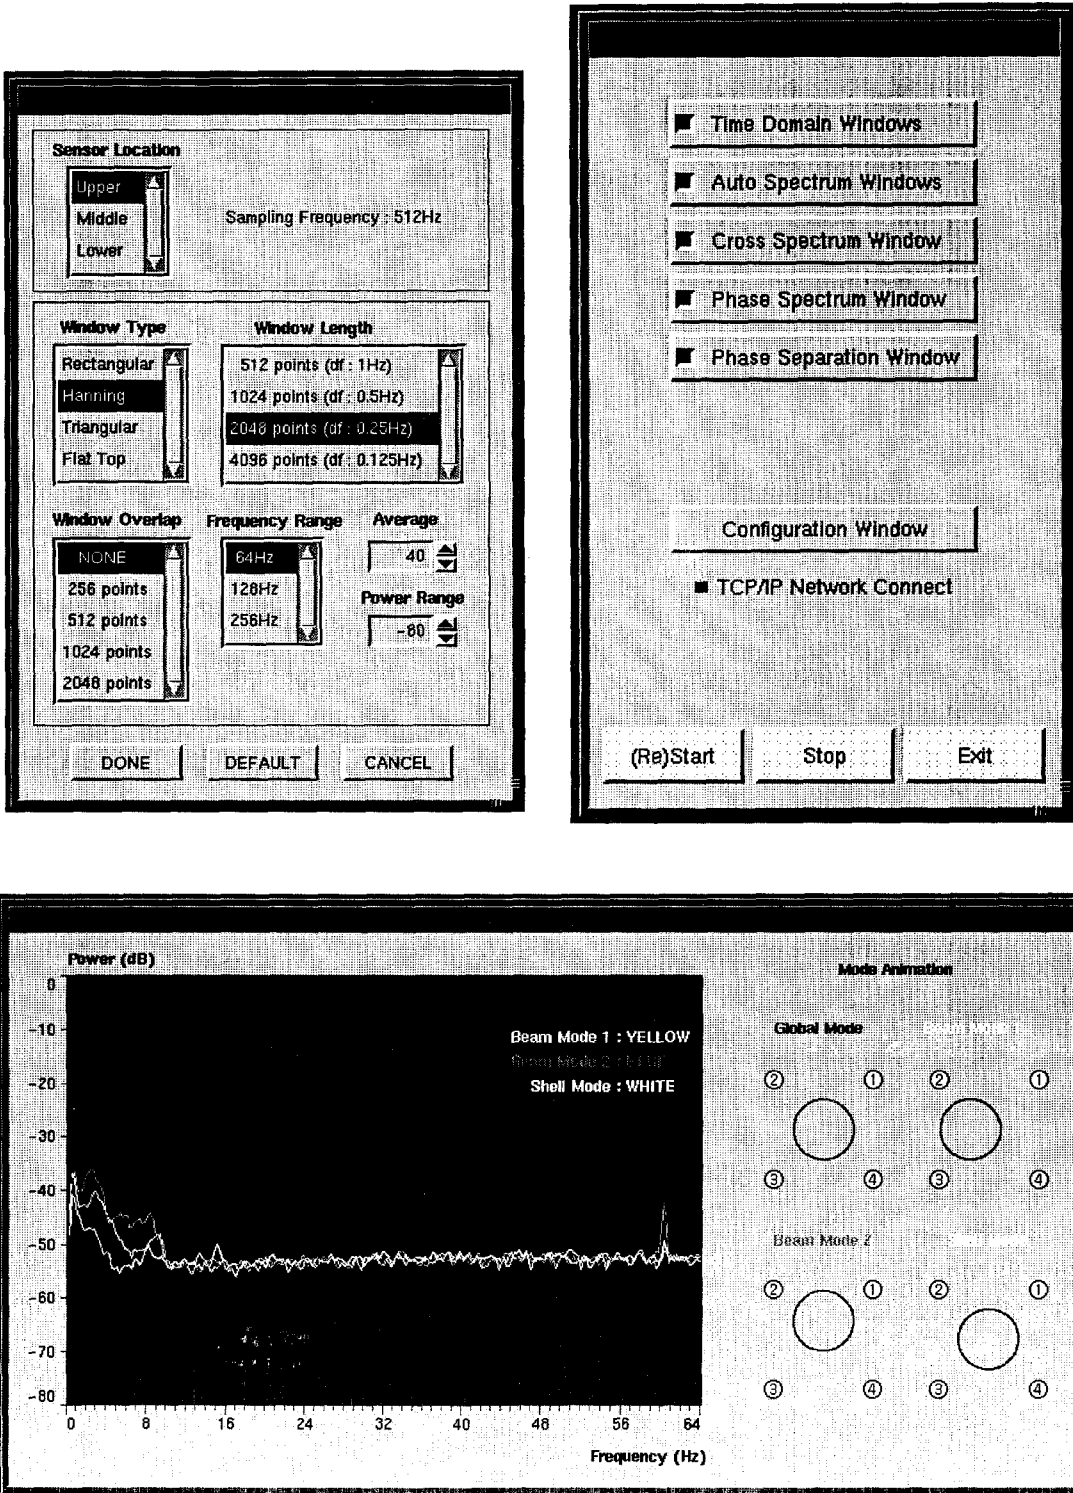 Sensor Location
Upper
Middle
Lower
Sampling Frequency : 512Hz
Window Type
Rectangular
Hanning
Triangular
Flat Top
Window Length
512 points (df : 1Hz)
1024 points (df : 0.5Hz)
2048 points (df : 0.25Hz)
4096 points (df : 0.125Hz)
Window Overlap
NONE
256 points
512 points
1024 points
2048 points
Frequency Range
64Hz
128Hz
256Hz
Average
40
Power Range
-80
DONE
DEFAULT
CANCEL
Time Domain Windows
Auto Spectrum Windows
Cross Spectrum Window
Phase Spectrum Window
Phase Separation Window
Configuration Window
TCP/IP Network Connect
(Re)Start
Stop
Exit
Power (dB)
0
-10
-20
-30
-40
-50
-60
-70
-80
Beam Mode 1 : YELLOW
Beam Mode 2 :
Shell Mode : WHITE
0 8 16 24 32 40 48 56 64
Frequency (Hz)
Mode Animation
Global Mode
② ① ② ①
③ ④ ③ ④
Beam Mode 2
② ① ② ①
③ ④ ③ ④